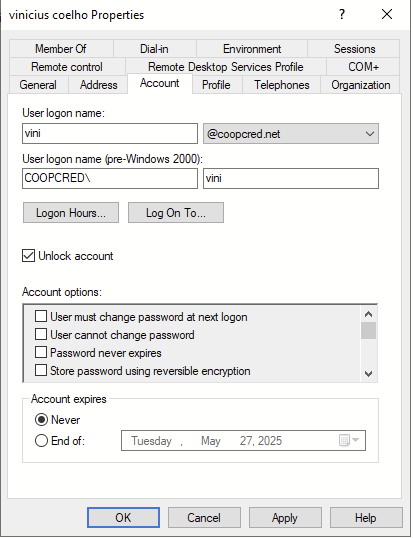 vinicius coelho Properties ? ×
Member Of Dial-in Environment Sessions
Remote control Remote Desktop Services Profile COM+
General Address Account Profile Telephones Organization
User logon name:
vini @coopcred.net
User logon name (pre-Windows 2000):
COOPCRED\ vini
Logon Hours... Log On To...
Unlock account
Account options:
User must change password at next logon
User cannot change password
Password never expires
Store password using reversible encryption
Account expires
Never
End of: Tuesday , May 27, 2025
OK Cancel Apply Help